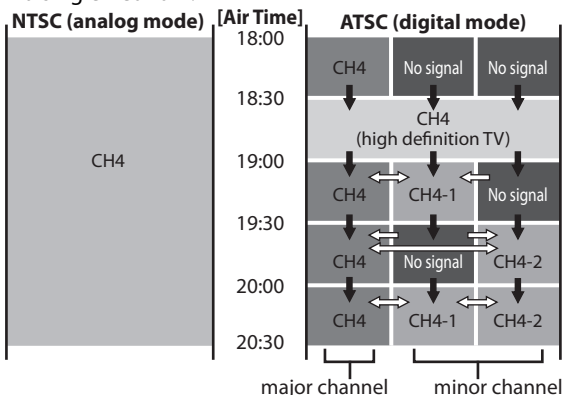 NTSC (analog mode) [Air Time] ATSC (digital mode)
18:00
CH4 No signal No signal
18:30
CH4
(high definition TV)
CH4
19:00
CH4 CH4-1 No signal
19:30
CH4 No signal CH4-2
20:00
CH4 CH4-1 CH4-2
20:30
major channel minor channel